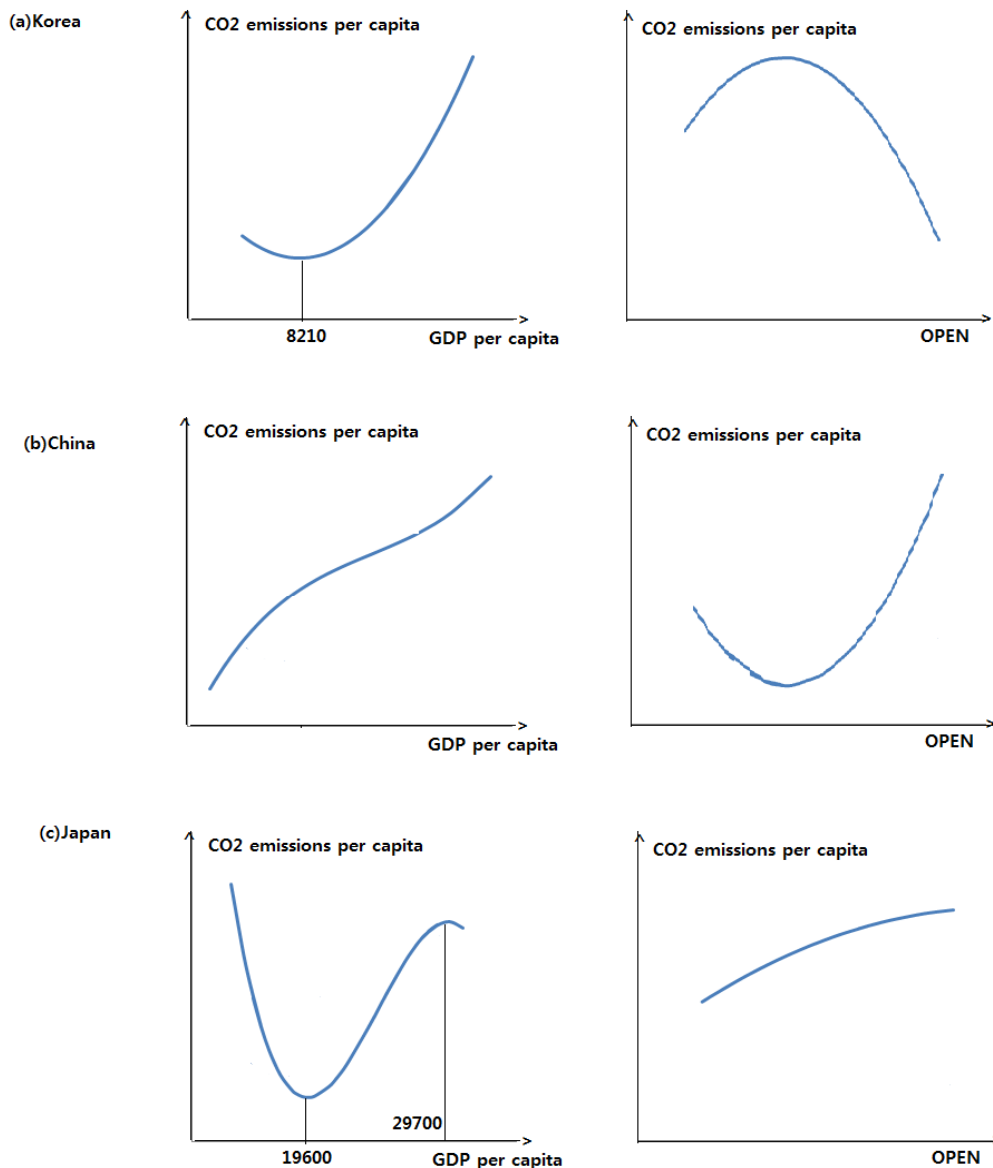 (a)Korea
CO2 emissions per capita
CO2 emissions per capita
8210
GDP per capita
OPEN
(b)China
CO2 emissions per capita
CO2 emissions per capita
GDP per capita
OPEN
(c)Japan
CO2 emissions per capita
CO2 emissions per capita
29700
19600
GDP per capita
OPEN